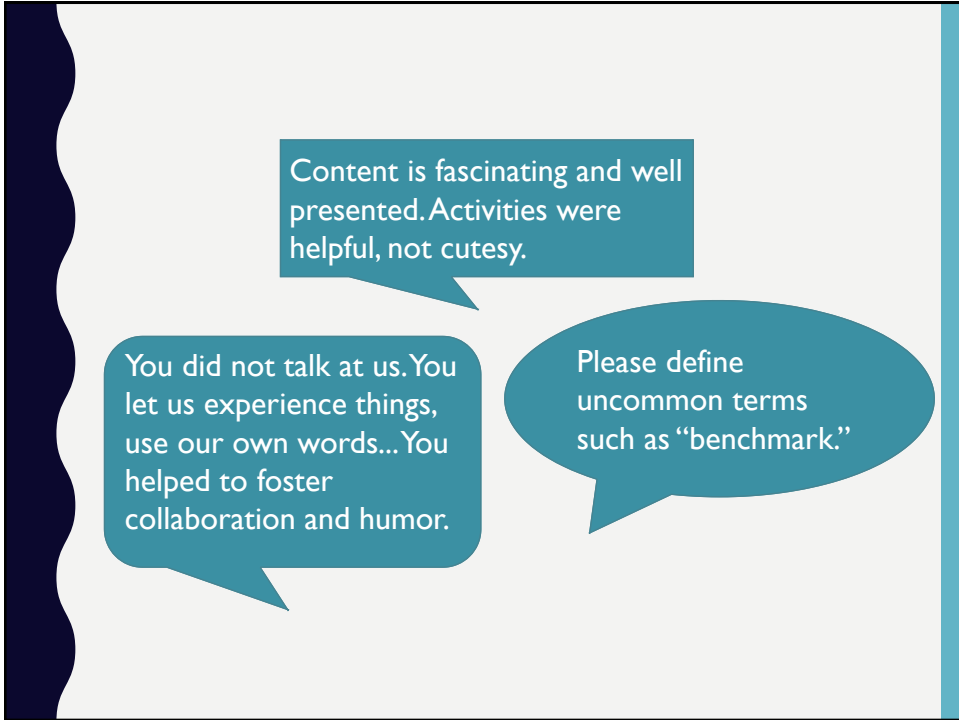 Content is fascinating and well
presented. Activities were
helpful, not cutesy.
You did not talk at us. You
let us experience things,
use our own words... You
helped to foster
collaboration and humor.
Please define
uncommon terms
such as “benchmark.”